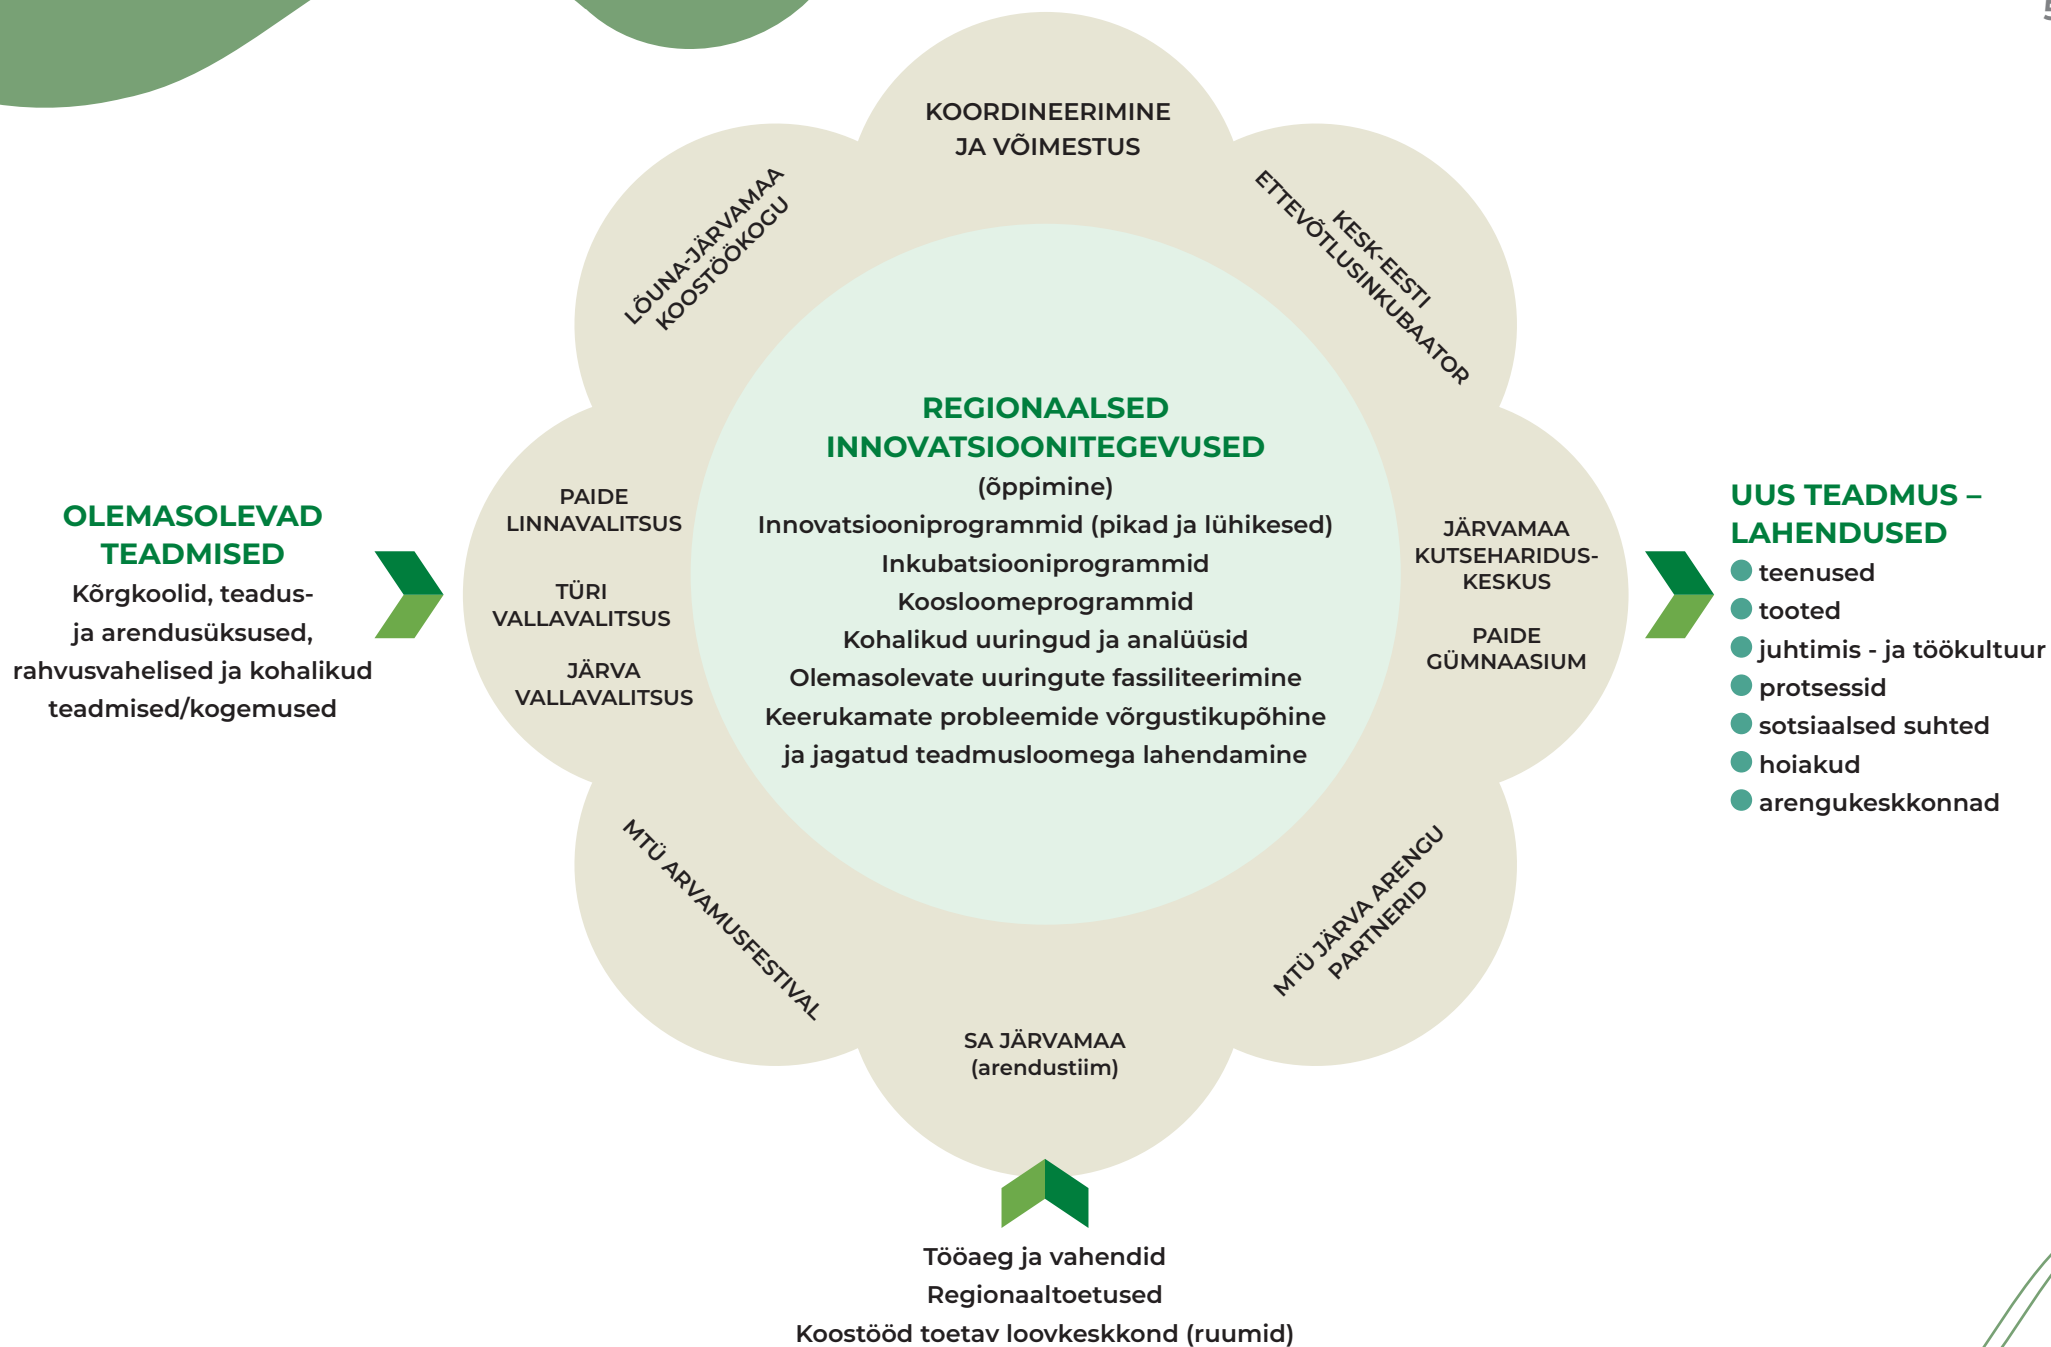 KOORDINEERIMINE
JA VÕIMESTUS
LÕUNA-JÄRVAMAA
KOOSTÖÖKOGU
KESK-EESTI
ETTEVÕTLUSINKUBAATOR
OLEMASOLEVAD
TEADMISED
Kõrgkoolid, teadus-
ja arendusüksused,
rahvusvahelised ja kohalikud
teadmised/kogemused
PAIDE
LINNAVALITSUS
TÜRI
VALLAVALITSUS
JÄRVA
VALLAVALITSUS
REGIONAALSED
INNOVATSIOONITEGEVUSED
(õppimine)
Innovatsiooniprogrammid (pikad ja lühikesed)
Inkubatsiooniprogrammid
Koosloomeprogrammid
Kohalikud uuringud ja analüüsid
Olemasolevate uuringute fassiliteerimine
Keerukamate probleemide võrgustikupõhine
ja jagatud teadmusloomega lahendamine
JÄRVAMAA
KUTSEHARIDUS-
KESKUS
PAIDE
GÜMNAASIUM
UUS TEADMUS –
LAHENDUSED
teenused
tooted
juhtimis - ja töökultuur
protsessid
sotsiaalsed suhted
hoiakud
arengukeskkonnad
MTÜ ARVAMUSFESTIVAL
MTÜ JÄRVA ARENGU
PARTNERID
SA JÄRVAMAA
(arendustiim)
Tööaeg ja vahendid
Regionaaltoetused
Koostööd toetav loovkeskkond (ruumid)